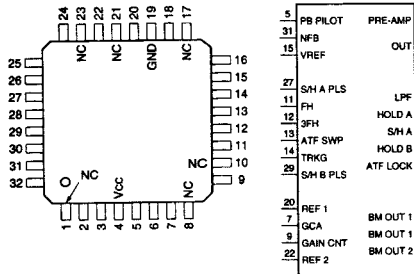 24 23 22 21 20 19 18 17
NC NC GND NC
25 16
26 15
27 14
28 13
29 12
30 11
31 NC 10
32 9
NC VCC NC
1 2 3 4 5 6 7 8
5 PB PILOT PRE-AMP
31 NFB
15 VREF OUT
27 S/H A PLS
11 FH LPF
12 3FH HOLD A
13 ATF SWP S/H A
14 TRKG HOLD B
29 S/H B PLS ATF LOCK
20 REF 1
7 GCA BM OUT 1
9 GAIN CNT BM OUT 1
22 REF 2 BM OUT 2